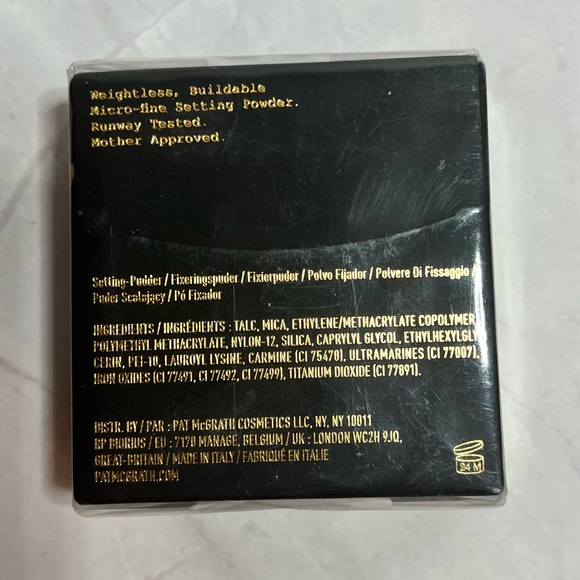 Weightless, Buildable
Micro-fine Setting Powder.
Runway Tested.
Mother Approved.
Setting-Pudder / Fixeringspuder / Fixierpuder / Polvo Fijador / Polvere Di Fissaggio /
Puder Scalający / Pó Fixador
INGREDIENTS / INGRÉDIENTS : TALC, MICA, ETHYLENE/METHACRYLATE COPOLYMER,
POLYMETHYL METHACRYLATE, NYLON-12, SILICA, CAPRYLYL GLYCOL, ETHYLHEXYLGLY
CERIN, PEI-10, LAUROYL LYSINE, CARMINE (CI 75470), ULTRAMARINES (CI 77007),
IRON OXIDES (CI 77491, CI 77492, CI 77499), TITANIUM DIOXIDE (CI 77891).
DISTR. BY / PAR : PAT McGRATH COSMETICS LLC, NY, NY 10011
RP BIORIUS / EU : 7170 MANAGE, BELGIUM / UK : LONDON WC2H 9JQ,
GREAT-BRITAIN / MADE IN ITALY / FABRIQUÉ EN ITALIE
PATMCGRATH.COM
24 M